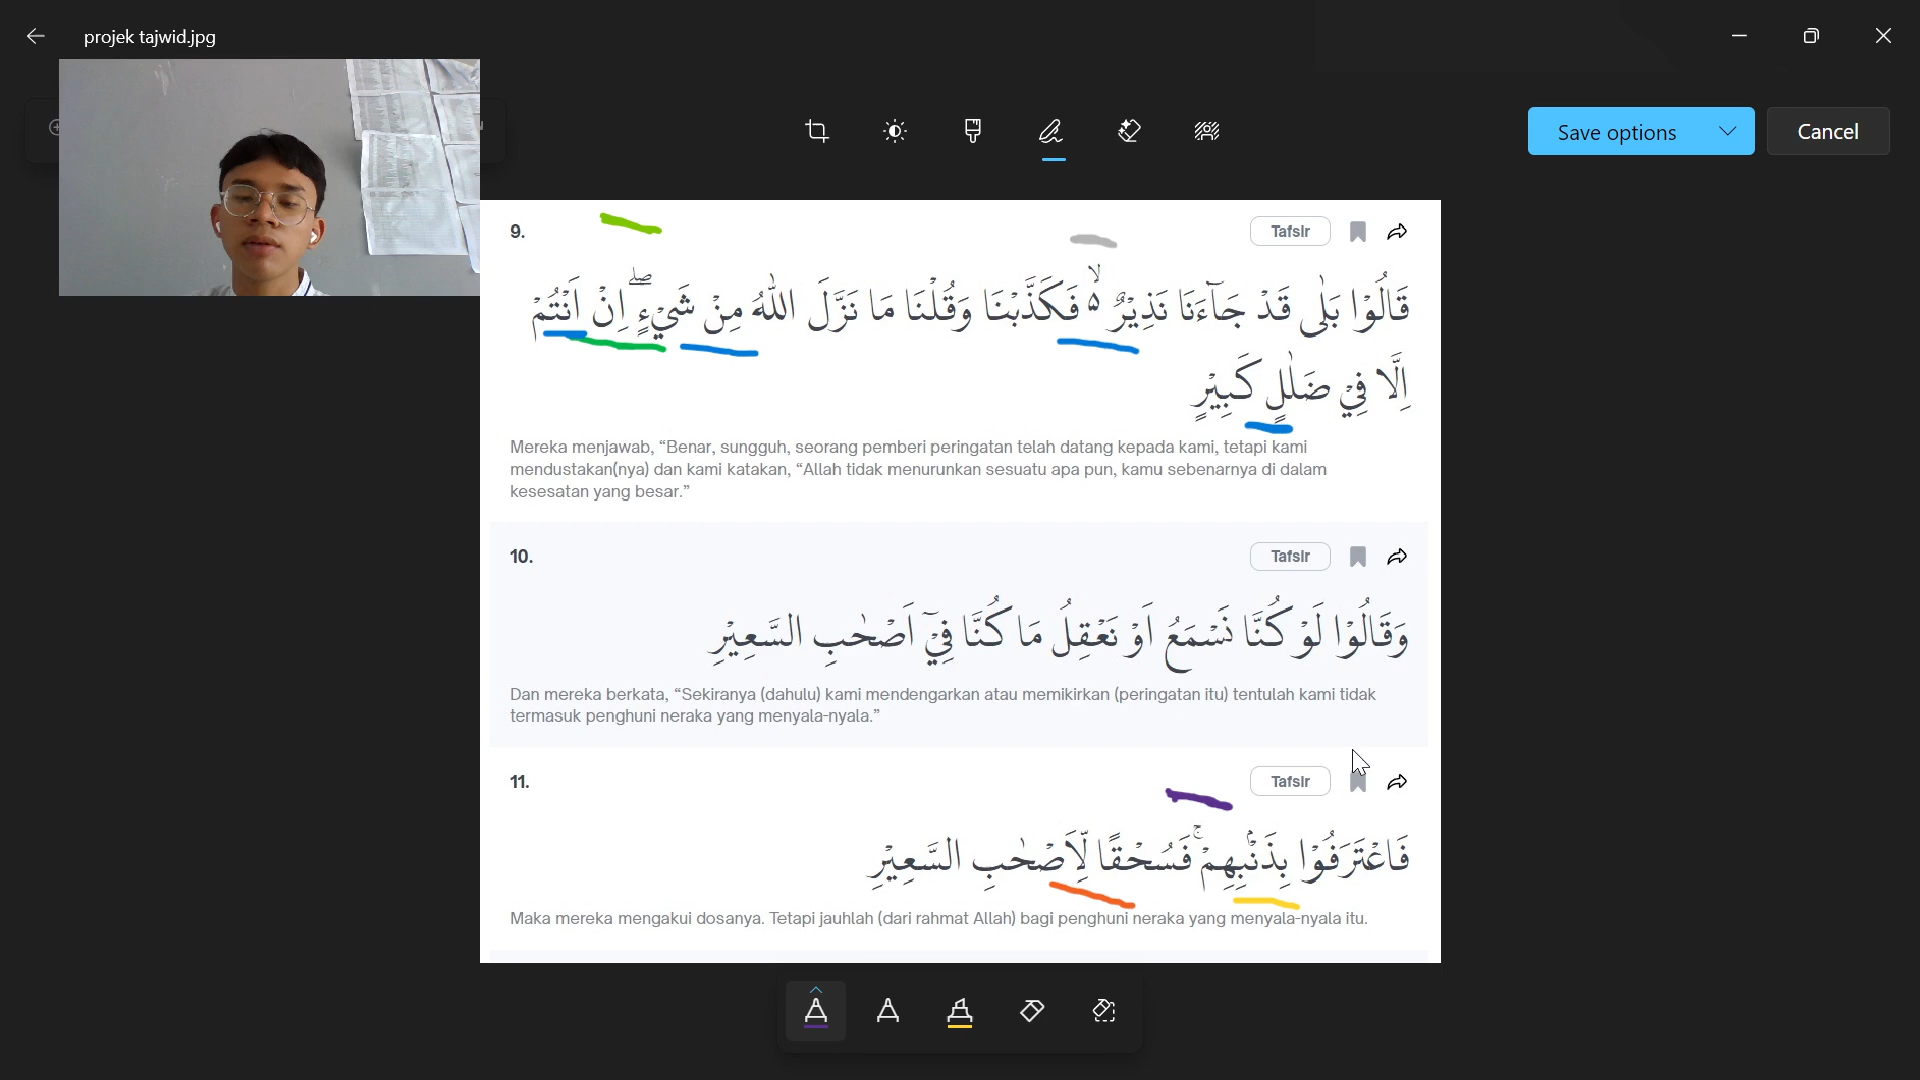 projek tajwid.jpg
Save options
Cancel
9.
Tafsir
قَالُوْا بَلٰى قَدْ جَاۤءَنَا نَذِيْرٌ ەۙ فَكَذَّبْنَا وَقُلْنَا مَا نَزَّلَ اللّٰهُ مِنْ شَيْءٍۖ اِنْ اَنْتُمْ
اِلَّا فِيْ ضَلٰلٍ كَبِيْرٍ
Mereka menjawab, “Benar, sungguh, seorang pemberi peringatan telah datang kepada kami, tetapi kami
mendustakan(nya) dan kami katakan, “Allah tidak menurunkan sesuatu apa pun, kamu sebenarnya di dalam
kesesatan yang besar.”
10.
Tafsir
وَقَالُوْا لَوْ كُنَّا نَسْمَعُ اَوْ نَعْقِلُ مَا كُنَّا فِيْٓ اَصْحٰبِ السَّعِيْرِ
Dan mereka berkata, “Sekiranya (dahulu) kami mendengarkan atau memikirkan (peringatan itu) tentulah kami tidak
termasuk penghuni neraka yang menyala-nyala.”
11.
Tafsir
فَاعْتَرَفُوْا بِذَنْۢبِهِمْۚ فَسُحْقًا لِّاَصْحٰبِ السَّعِيْرِ
Maka mereka mengakui dosanya. Tetapi jauhlah (dari rahmat Allah) bagi penghuni neraka yang menyala-nyala itu.